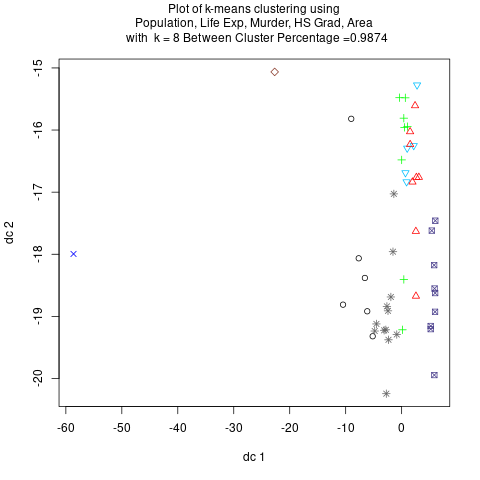 Plot of k-means clustering using
Population, Life Exp, Murder, HS Grad, Area
with k = 8 Between Cluster Percentage =0.9874
-15
-16
-17
-18
-19
-20
dc 2
-60 -50 -40 -30 -20 -10 0
dc 1